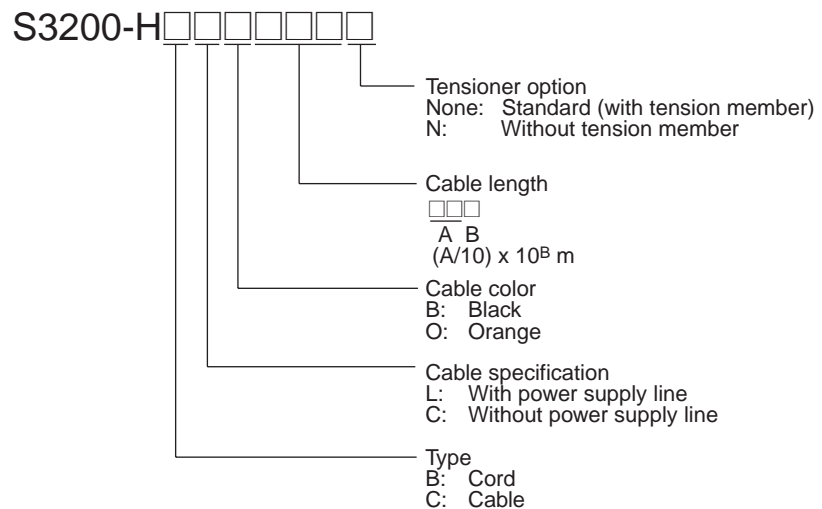 S3200-H□□□□□□□
Tensioner option
None: Standard (with tension member)
N: Without tension member
Cable length
□□□
A B
(A/10) x 10ᴮ m
Cable color
B: Black
O: Orange
Cable specification
L: With power supply line
C: Without power supply line
Type
B: Cord
C: Cable